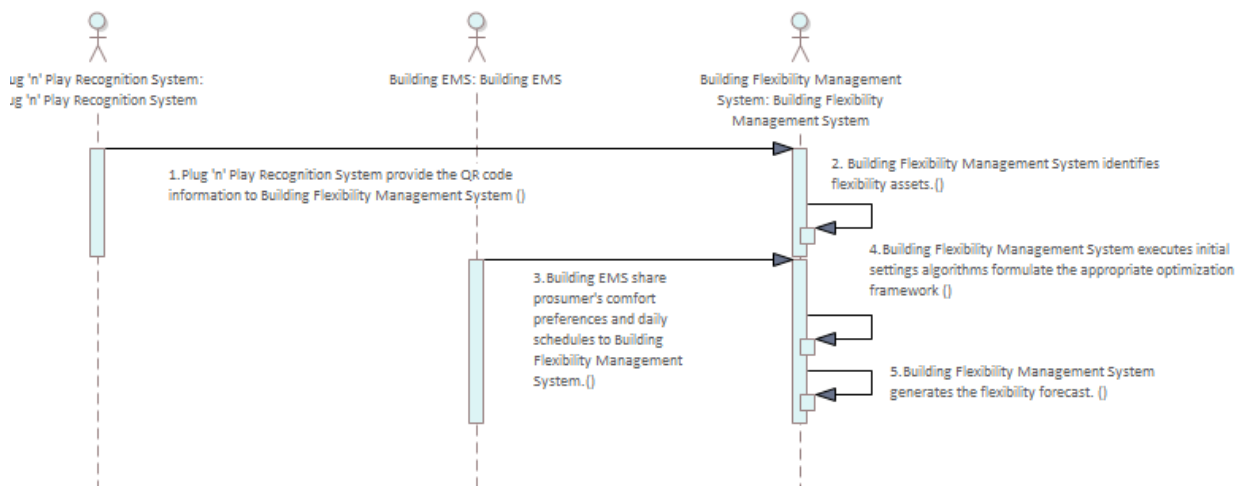 ug 'n' Play Recognition System:
ug 'n' Play Recognition System
Building EMS: Building EMS
Building Flexibility Management
System: Building Flexibility
Management System
1.Plug 'n' Play Recognition System provide the QR code
information to Building Flexibility Management System ()
2. Building Flexibility Management System identifies
flexibility assets.()
3.Building EMS share
prosumer's comfort
preferences and daily
schedules to Building
Flexibility Management
System.()
4.Building Flexibility Management System executes initial
settings algorithms formulate the appropriate optimization
framework ()
5.Building Flexibility Management System
generates the flexibility forecast. ()